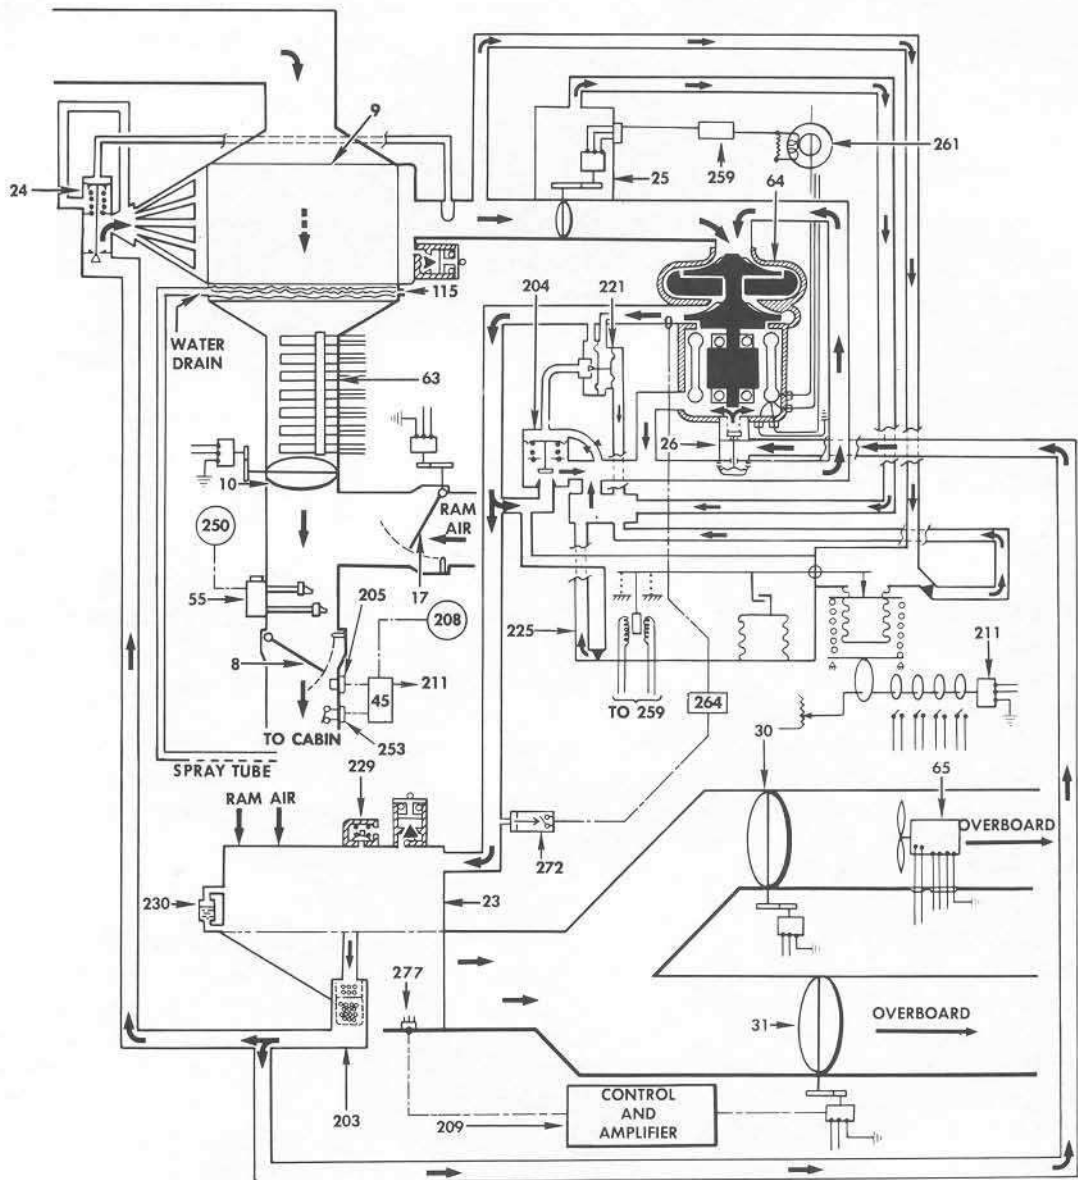 9
24
25
259
261
64
115
204
221
WATER
DRAIN
63
26
10
RAM
AIR
250
17
55
205
208
225
8
211
45
211
TO 259
264
TO CABIN
253
30
SPRAY TUBE
229
65
RAM AIR
OVERBOARD
272
230
23
277
31
OVERBOARD
CONTROL
AND
AMPLIFIER
203
209